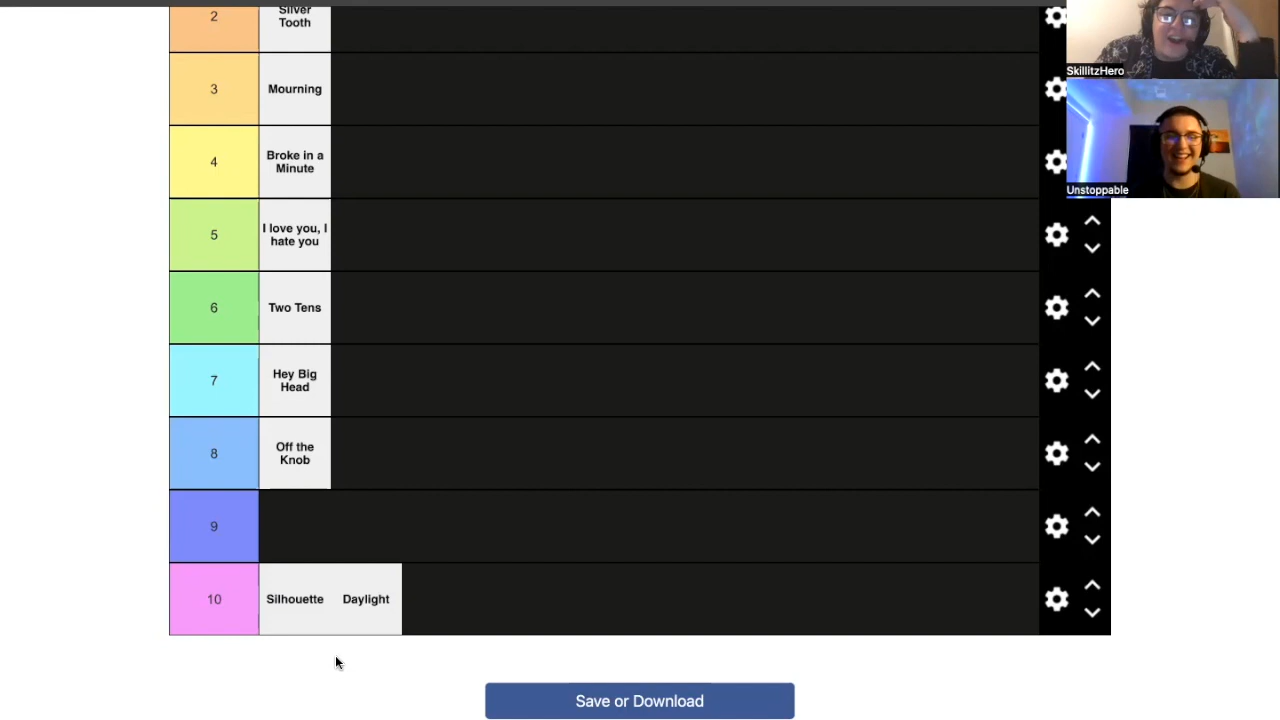 2
Silver
Tooth
SkillitzHero
3
Mourning
4
Broke in a
Minute
Unstoppable
5
I love you, I
hate you
6
Two Tens
7
Hey Big
Head
8
Off the
Knob
9
10
Silhouette
Daylight
Save or Download